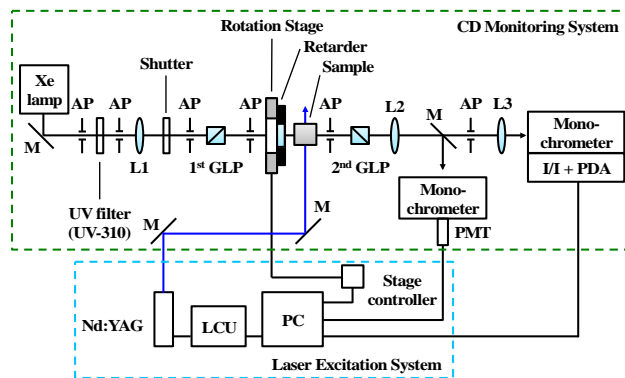 Rotation Stage
CD Monitoring System
Retarder
Sample
Shutter
Xe
lamp
AP
AP
AP
AP
AP
L2
M
AP
L3
M
L1
1st GLP
2nd GLP
Mono-
chrometer
I/I + PDA
Mono-
chrometer
UV filter
(UV-310)
M
M
PMT
Stage
controller
Nd:YAG
LCU
PC
Laser Excitation System